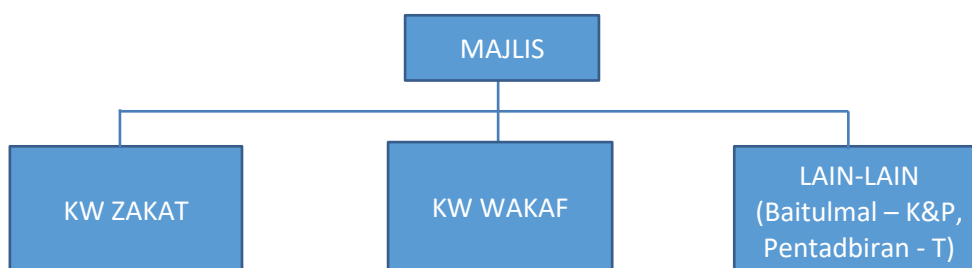 MAJLIS
KW ZAKAT
KW WAKAF
LAIN-LAIN
(Baitulmal – K&P,
Pentadbiran - T)